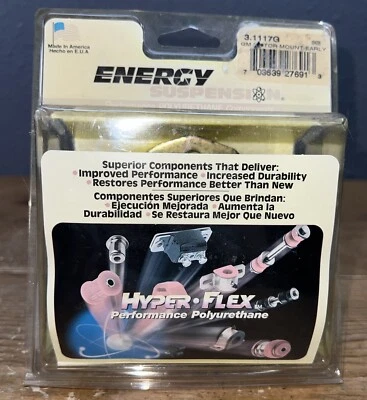 Made In America
Hecho en E.U.A
3.1117G
GM MOTOR MOUNT EARLY
7 03639 27691 3
ENERGY
SUSPENSION
Superior Components That Deliver:
• Improved Performance • Increased Durability
• Restores Performance Better Than New
Componentes Superiores Que Brindan:
• Ejecución Mejorada • Aumenta la
Durabilidad • Se Restaura Mejor Que Nuevo
HYPER•FLEX
Performance Polyurethane